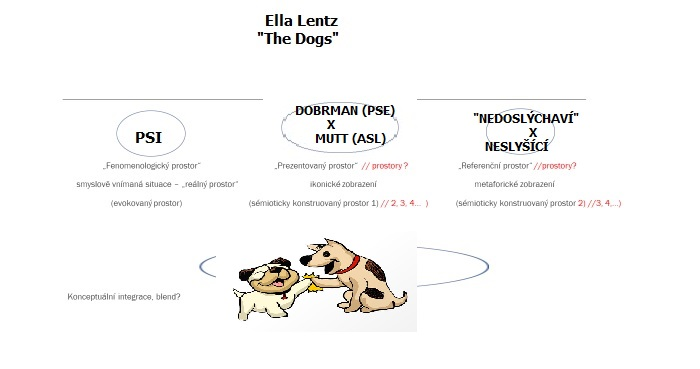 Ella Lentz
"The Dogs"
PSI
DOBRMAN (PSE)
X
MUTT (ASL)
"NEDOSLÝCHAVÍ"
X
NESLYŠÍCÍ
„Fenomenologický prostor“
„Prezentovaný prostor“ // prostory ?
„Referenční prostor“ //prostory?
smyslově vnímaná situace – „reálný prostor“
ikonické zobrazení
metaforické zobrazení
(evokovaný prostor)
(sémioticky konstruovaný prostor 1) // 2, 3, 4... )
(sémioticky konstruovaný prostor 2) //3, 4,...)
Konceptuální integrace, blend?